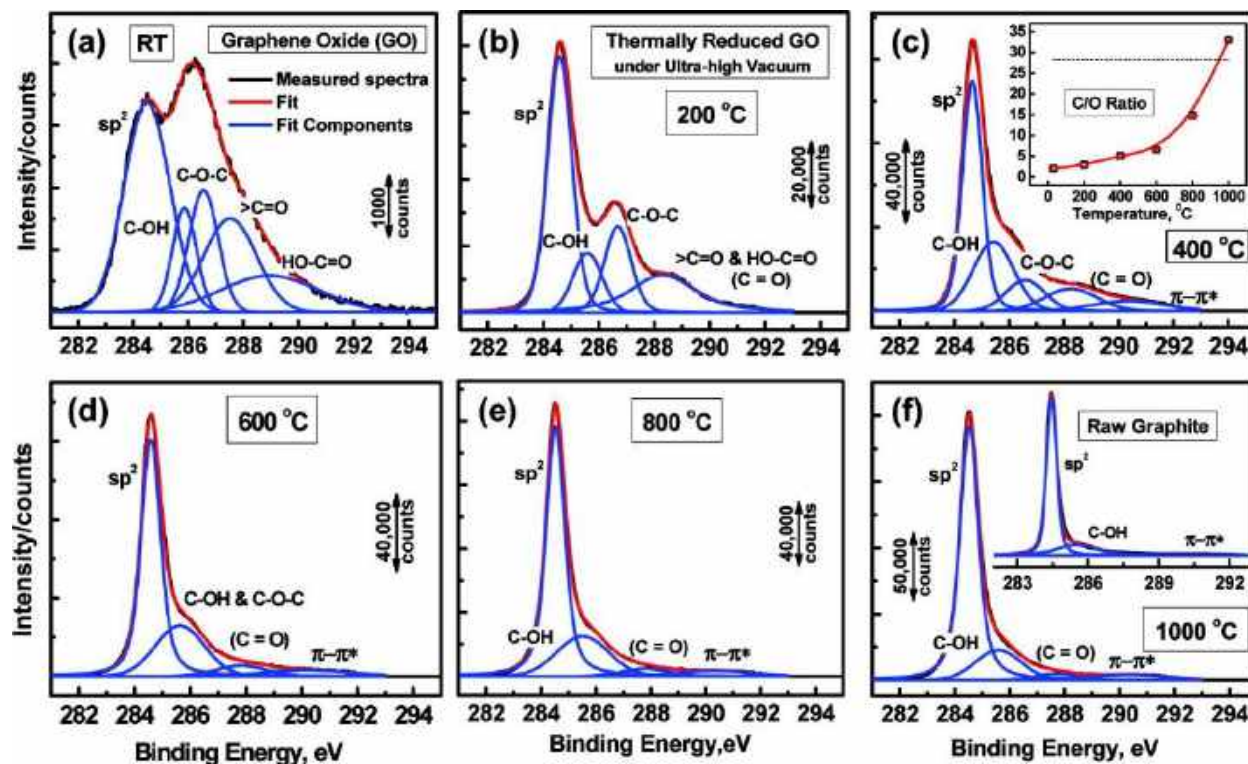 (a)
RT
Graphene Oxide (GO)
Measured spectra
Fit
Fit Components
sp²
C-O-C
C-OH
>C=O
HO-C=O
1000
counts
Intensity/counts
282 284 286 288 290 292 294
(b)
Thermally Reduced GO
under Ultra-high Vacuum
200 °C
sp²
20,000
counts
C-OH
C-O-C
>C=O & HO-C=O
(C = O)
282 284 286 288 290 292 294
(c)
sp²
40,000
counts
35
30
25
20
15
10
5
0
C/O Ratio
0 200 400 600 800 1000
Temperature, °C
400 °C
C-OH
C-O-C
(C = O)
π–π*
282 284 286 288 290 292 294
(d)
600 °C
sp²
40,000
counts
C-OH & C-O-C
(C = O)
π–π*
Intensity/counts
282 284 286 288 290 292 294
Binding Energy, eV
(e)
800 °C
sp²
40,000
counts
C-OH
(C = O)
π–π*
282 284 286 288 290 292 294
Binding Energy,eV
(f)
Raw Graphite
sp²
sp²
C-OH
π–π*
283 286 289 292
50,000
counts
1000 °C
C-OH
(C = O)
π–π*
282 284 286 288 290 292 294
Binding Energy, eV